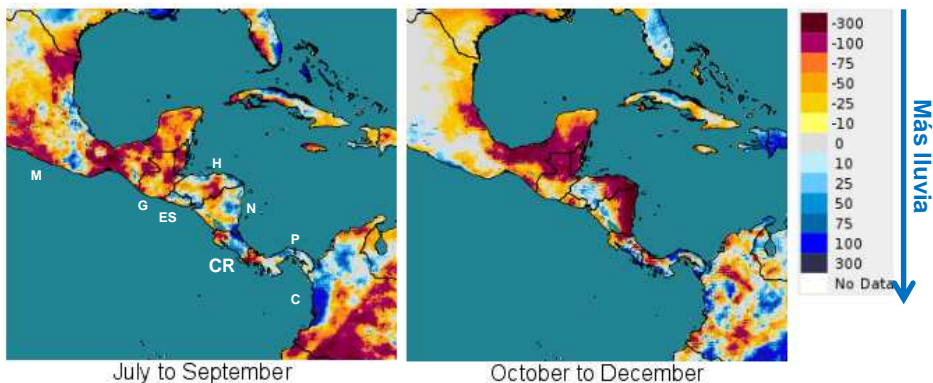 M
G
ES
H
N
CR
P
C
July to September
October to December
-300
-100
-75
-50
-25
-10
0
10
25
50
75
100
300
No Data
Más lluvia